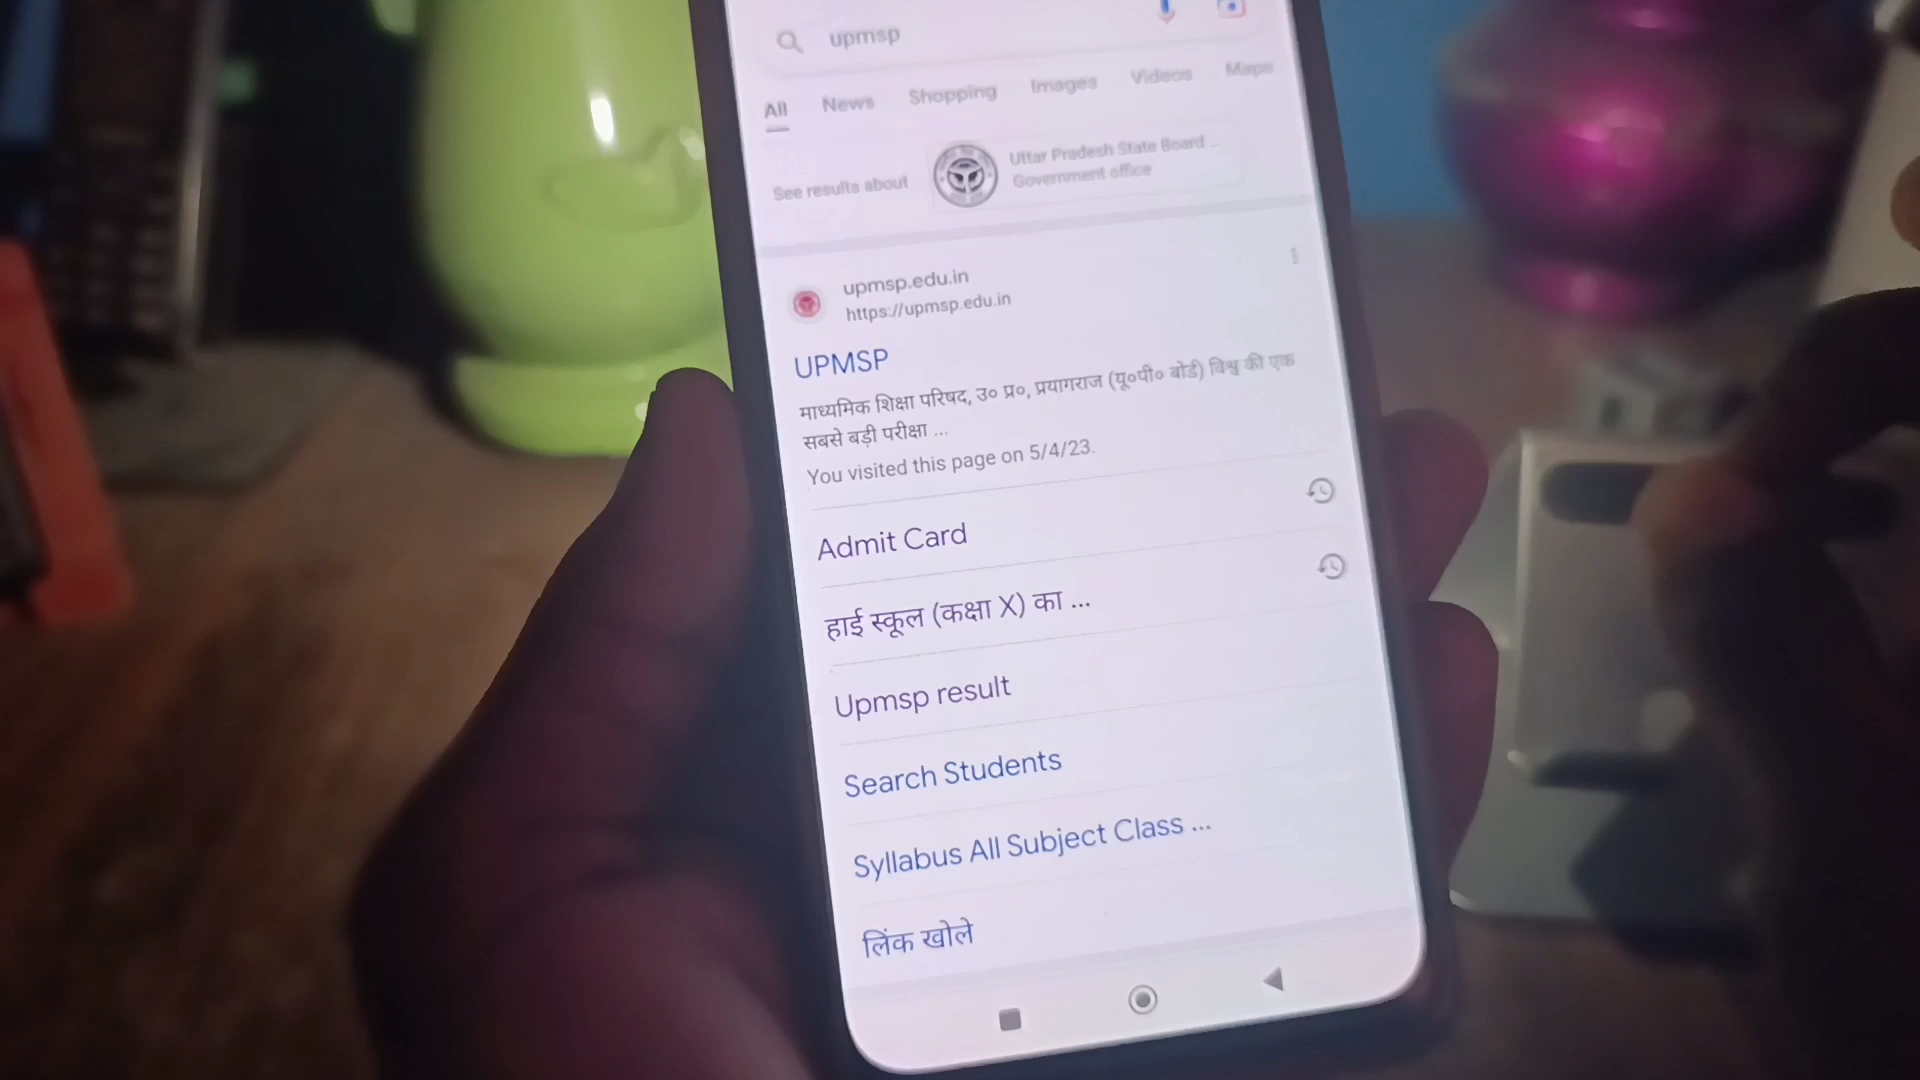 upmsp
All News Shopping Images Videos Maps
See results about
Uttar Pradesh State Board ...
Government office
upmsp.edu.in
https://upmsp.edu.in
UPMSP
माध्यमिक शिक्षा परिषद, उ० प्र०, प्रयागराज (यू०पी० बोर्ड) विश्व की एक
सबसे बड़ी परीक्षा ...
You visited this page on 5/4/23.
Admit Card
हाई स्कूल (कक्षा X) का ...
Upmsp result
Search Students
Syllabus All Subject Class ...
लिंक खोले